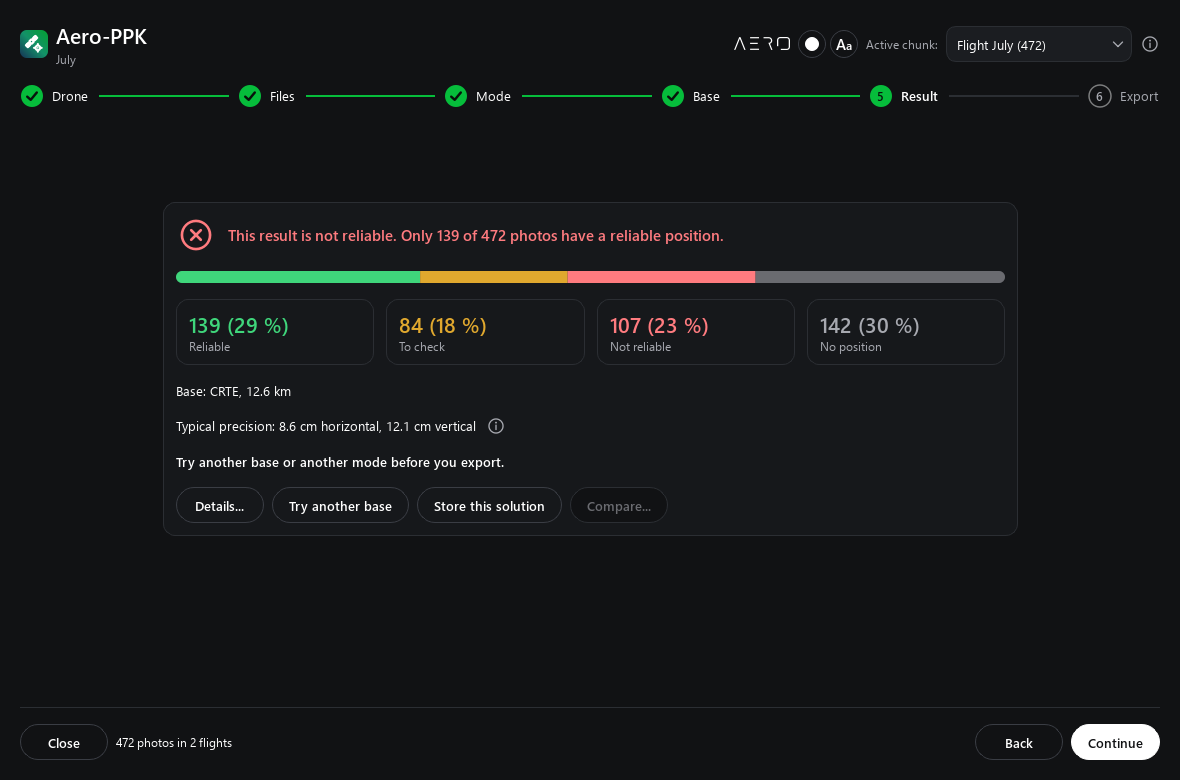 Aero-PPK
July
AERO
Aa
Active chunk:
Flight July (472)
Drone
Files
Mode
Base
5
Result
6
Export
This result is not reliable. Only 139 of 472 photos have a reliable position.
139 (29 %)
Reliable
84 (18 %)
To check
107 (23 %)
Not reliable
142 (30 %)
No position
Base: CRTE, 12.6 km
Typical precision: 8.6 cm horizontal, 12.1 cm vertical
Try another base or another mode before you export.
Details...
Try another base
Store this solution
Compare...
Close
472 photos in 2 flights
Back
Continue